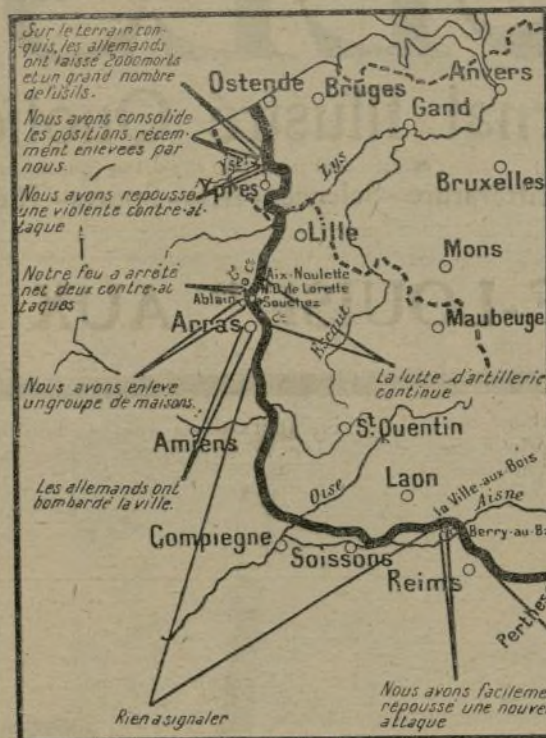 Sur le terrain con-
quis, les allemands
ont laissé 2000 morts
et un grand nombre
de fusils.
Nous avons consolide
les positions, récem-
ment enlevées par
nous.
Nous avons repoussé
une violente contre-at-
taque
Notre feu a arrêté
net deux contre-at
taques
Nous avons enleve
un groupe de maisons.
Les allemands ont
bombardé la ville.
Rien a signaler
La lutte d'artillerie
continue
Nous avons facileme
repoussé une nouve
attaque
Ostende
Brüges
Anvers
Gand
Yser
Ypres
Lys
Bruxelles
Lille
Mons
Aix-Noulette
N.D. de Lorette
Ablain
Souchez
Maubeuge
Arras
Escaut
Amiens
St Quentin
Oise
Laon
la Ville-aux-Bois
Aisne
Berry-au-Ba
Compiegne
Soissons
Reims
Perthes